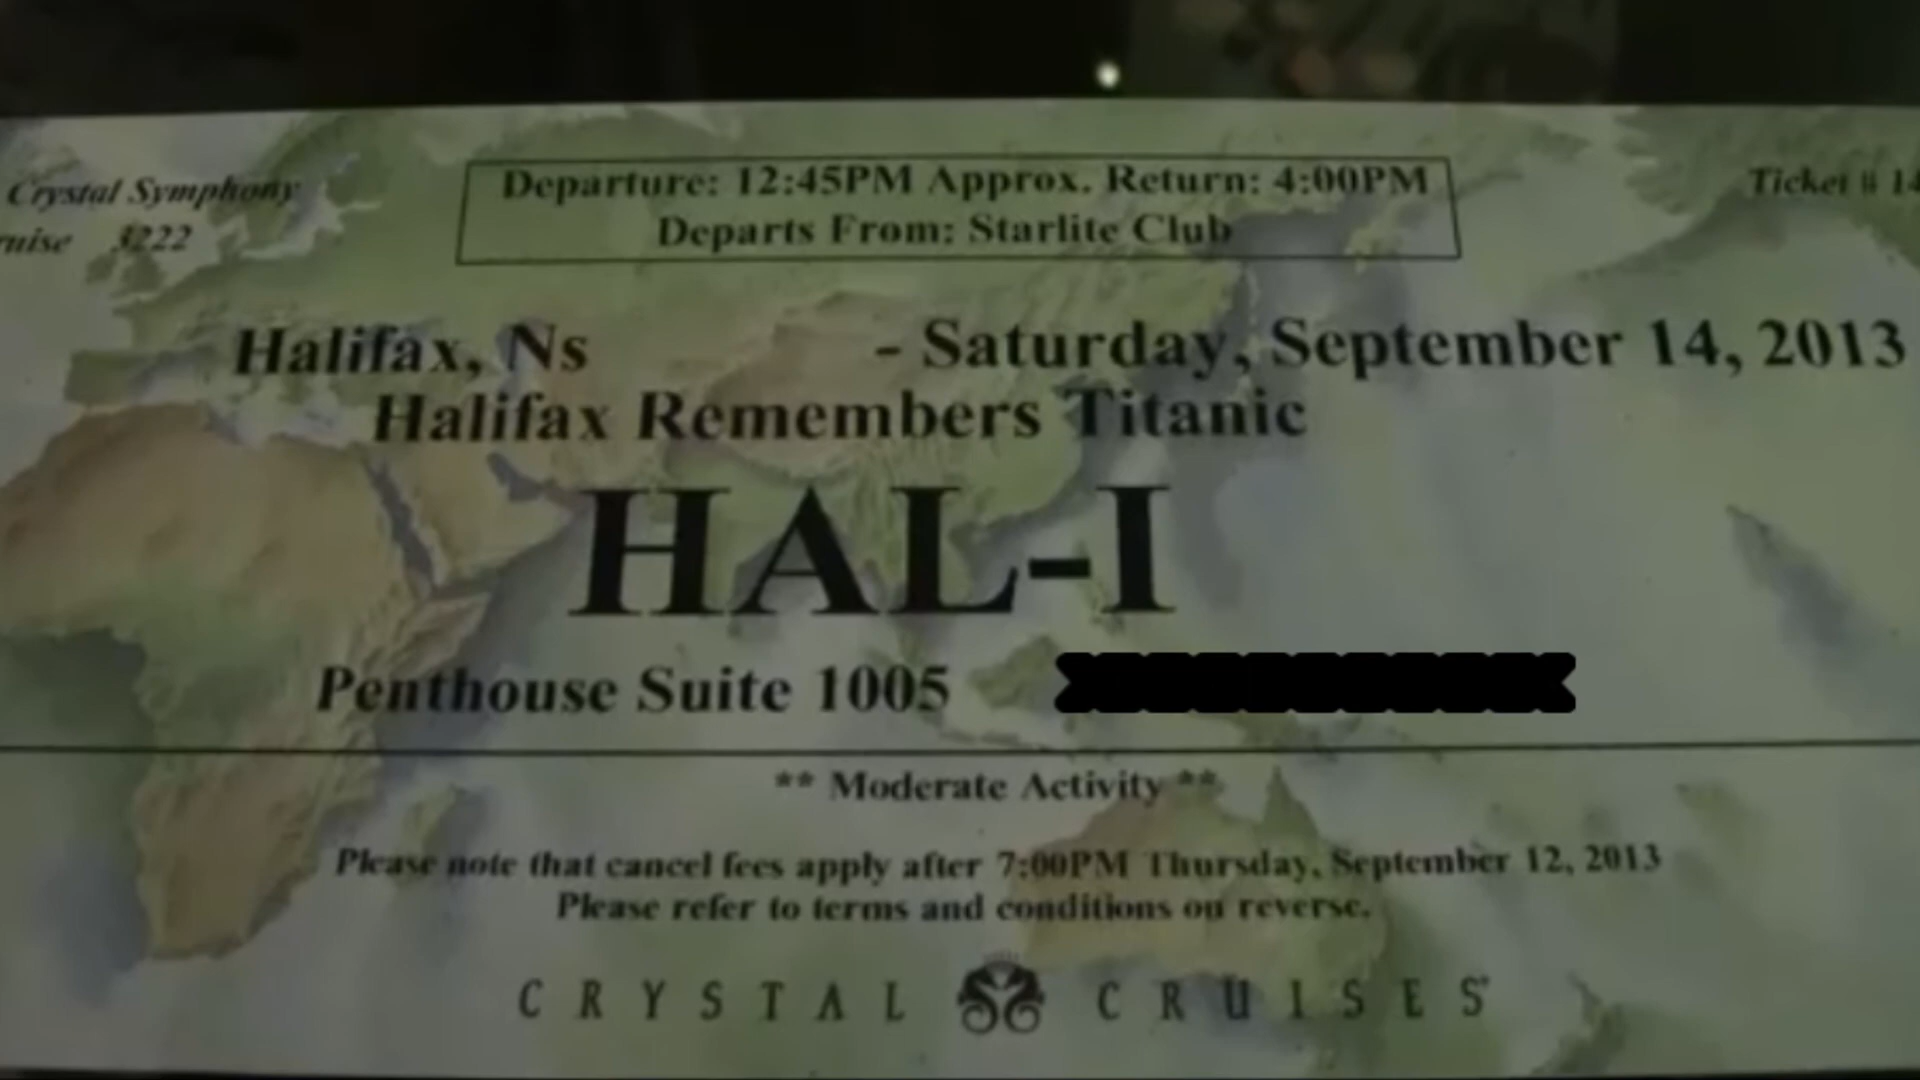 Crystal Symphony
Departure: 12:45PM Approx. Return: 4:00PM
Ticket # 14
ruise 3222
Departs From: Starlite Club
Halifax, Ns - Saturday, September 14, 2013
Halifax Remembers Titanic
HAL-I
Penthouse Suite 1005
** Moderate Activity **
Please note that cancel fees apply after 7:00PM Thursday, September 12, 2013
Please refer to terms and conditions on reverse.
CRYSTAL CRUISES